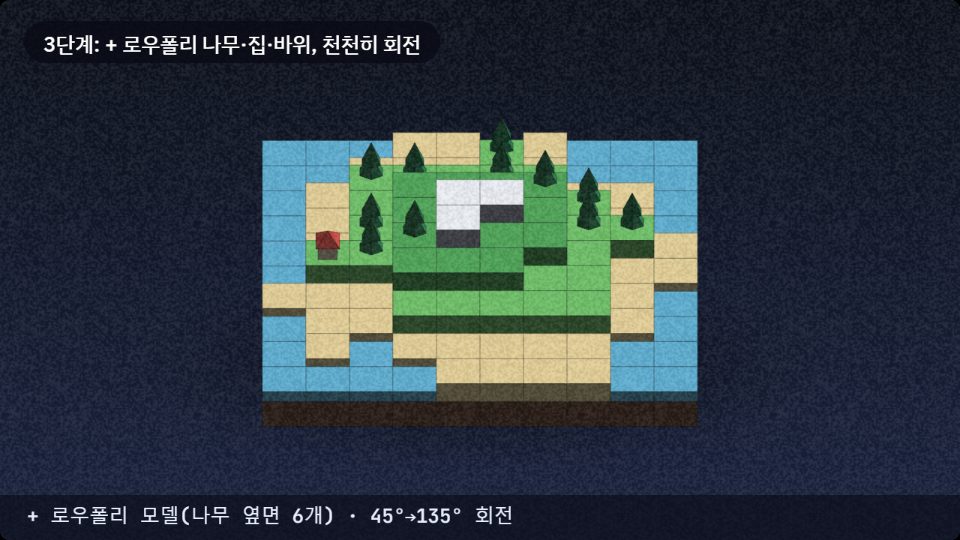 3단계: + 로우폴리 나무·집·바위, 천천히 회전
+ 로우폴리 모델(나무 옆면 6개) · 45°→135° 회전